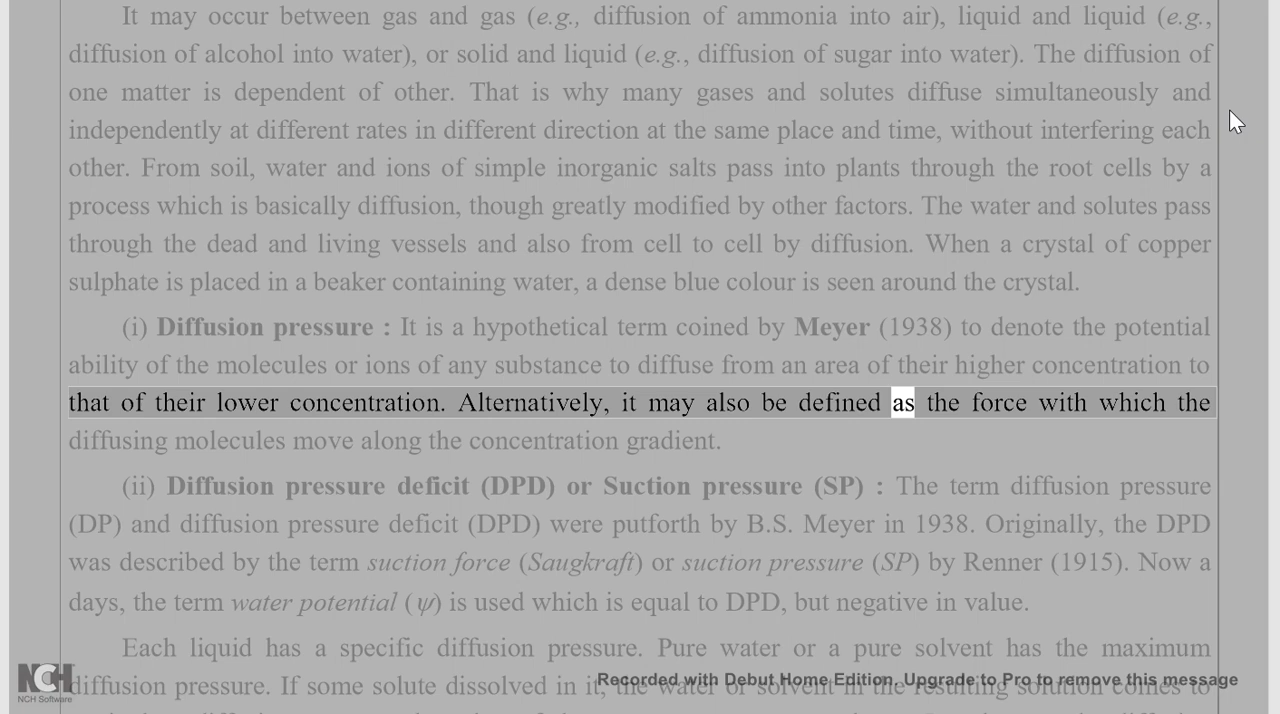 It may occur between gas and gas (e.g., diffusion of ammonia into air), liquid and liquid (e.g.,
diffusion of alcohol into water), or solid and liquid (e.g., diffusion of sugar into water). The diffusion of
one matter is dependent of other. That is why many gases and solutes diffuse simultaneously and
independently at different rates in different direction at the same place and time, without interfering each
other. From soil, water and ions of simple inorganic salts pass into plants through the root cells by a
process which is basically diffusion, though greatly modified by other factors. The water and solutes pass
through the dead and living vessels and also from cell to cell by diffusion. When a crystal of copper
sulphate is placed in a beaker containing water, a dense blue colour is seen around the crystal.
(i) Diffusion pressure : It is a hypothetical term coined by Meyer (1938) to denote the potential
ability of the molecules or ions of any substance to diffuse from an area of their higher concentration to
that of their lower concentration. Alternatively, it may also be defined as the force with which the
diffusing molecules move along the concentration gradient.
(ii) Diffusion pressure deficit (DPD) or Suction pressure (SP) : The term diffusion pressure
(DP) and diffusion pressure deficit (DPD) were putforth by B.S. Meyer in 1938. Originally, the DPD
was described by the term suction force (Saugkraft) or suction pressure (SP) by Renner (1915). Now a
days, the term water potential (ψ) is used which is equal to DPD, but negative in value.
Each liquid has a specific diffusion pressure. Pure water or a pure solvent has the maximum
diffusion pressure. If some solute dissolved in it, the water or solvent in the resulting solution comes to
NCH
NCH Software
Recorded with Debut Home Edition. Upgrade to Pro to remove this message